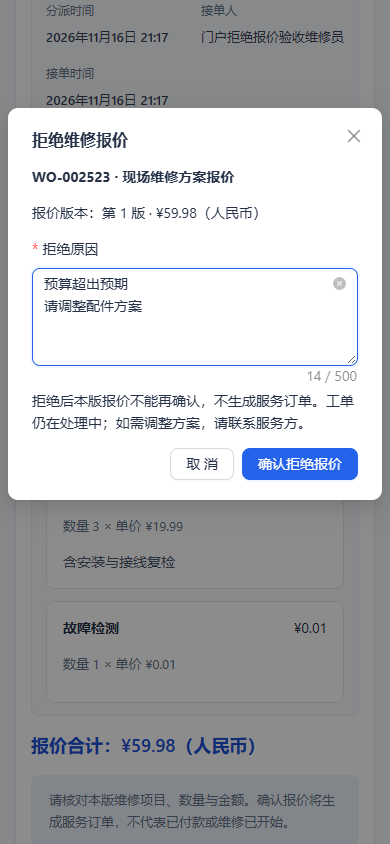 分派时间
接单人
2026年11月16日 21:17
门户拒绝报价验收维修员
接单时间
2026年11月16日 21:17
拒绝维修报价
WO-002523 · 现场维修方案报价
报价版本：第 1 版 · ¥59.98（人民币）
* 拒绝原因
预算超出预期
请调整配件方案
14 / 500
拒绝后本版报价不能再确认，不生成服务订单。工单
仍在处理中；如需调整方案，请联系服务方。
取 消
确认拒绝报价
数量 3 × 单价 ¥19.99
含安装与接线复检
故障检测
¥0.01
数量 1 × 单价 ¥0.01
报价合计：¥59.98（人民币）
请核对本版维修项目、数量与金额。确认报价将生
成服务订单，不代表已付款或维修已开始。